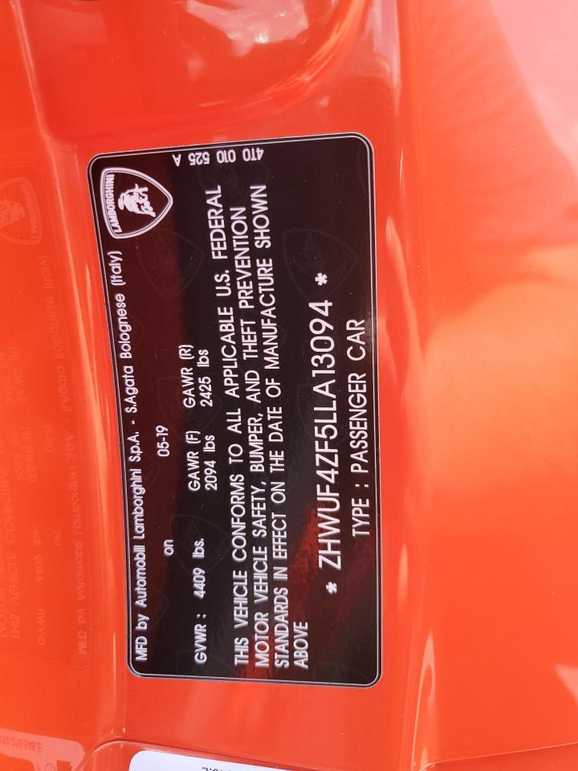 LAMBORGHINI
MFD by Automobili Lamborghini S.p.A. - S.Agata Bolognese (Italy)
on 05-19
GVWR : 4409 lbs. GAWR (F) GAWR (R)
2094 lbs 2425 lbs
THIS VEHICLE CONFORMS TO ALL APPLICABLE U.S. FEDERAL
MOTOR VEHICLE SAFETY, BUMPER, AND THEFT PREVENTION
STANDARDS IN EFFECT ON THE DATE OF MANUFACTURE SHOWN
ABOVE
* ZHWUF4ZF5LLA13094 *
TYPE : PASSENGER CAR
4T0 010 525 A